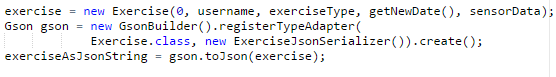 exercise = new Exercise(0, username, exerciseType, getNewDate(), sensorData);
Gson gson = new GsonBuilder().registerTypeAdapter(
Exercise.class, new ExerciseJsonSerializer()).create();
exerciseAsJsonString = gson.toJson(exercise);